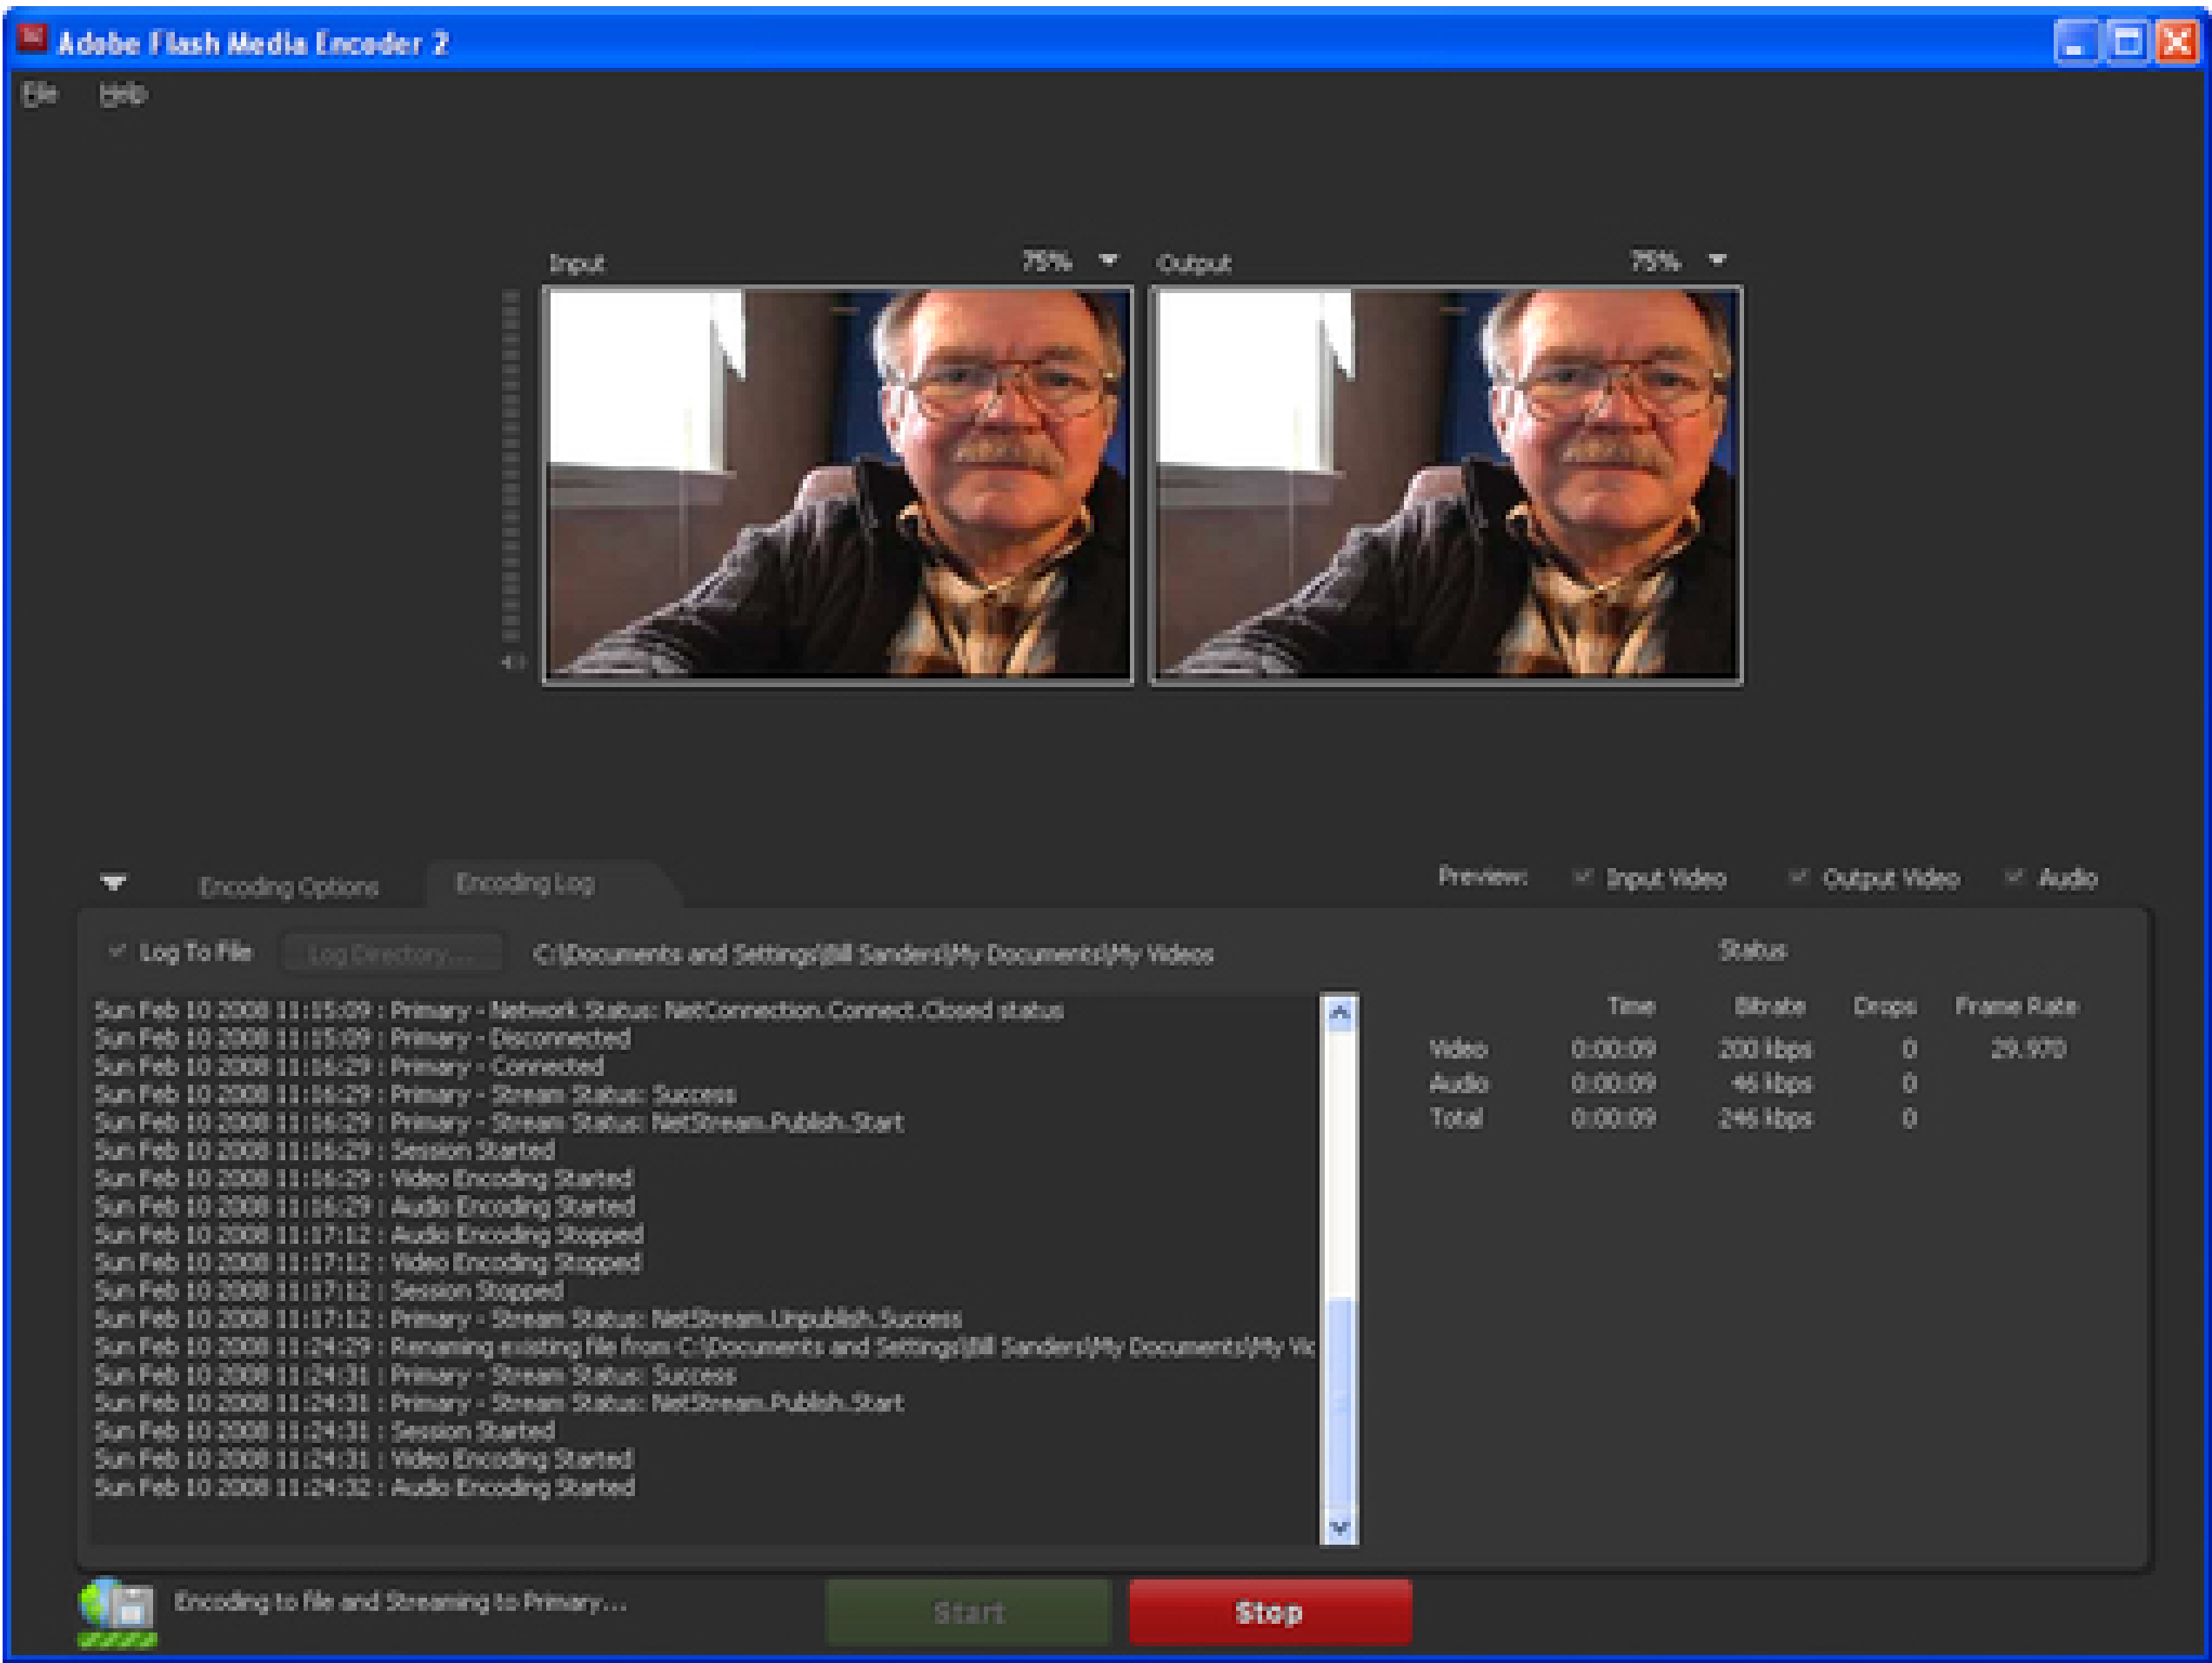 Adobe Flash Media Encoder 2
File Help
Input 75% Output 75%
Encoding Options Encoding Log Preview: Input Video Output Video Audio
Log To File Log Directory... C:\Documents and Settings\Bill Sanders\My Documents\My Videos
Status
Time Bitrate Drops Frame Rate
Video 0:00:09 200 kbps 0 29.970
Audio 0:00:09 46 kbps 0
Total 0:00:09 246 kbps 0
Sun Feb 10 2008 11:15:09 : Primary - Network Status: NetConnection.Connect.Closed status
Sun Feb 10 2008 11:15:09 : Primary - Disconnected
Sun Feb 10 2008 11:16:29 : Primary - Connected
Sun Feb 10 2008 11:16:29 : Primary - Stream Status: Success
Sun Feb 10 2008 11:16:29 : Primary - Stream Status: NetStream.Publish.Start
Sun Feb 10 2008 11:16:29 : Session Started
Sun Feb 10 2008 11:16:29 : Video Encoding Started
Sun Feb 10 2008 11:16:29 : Audio Encoding Started
Sun Feb 10 2008 11:17:12 : Audio Encoding Stopped
Sun Feb 10 2008 11:17:12 : Video Encoding Stopped
Sun Feb 10 2008 11:17:12 : Session Stopped
Sun Feb 10 2008 11:17:12 : Primary - Stream Status: NetStream.Unpublish.Success
Sun Feb 10 2008 11:24:29 : Renaming existing file from C:\Documents and Settings\Bill Sanders\My Documents\My Vic
Sun Feb 10 2008 11:24:31 : Primary - Stream Status: Success
Sun Feb 10 2008 11:24:31 : Primary - Stream Status: NetStream.Publish.Start
Sun Feb 10 2008 11:24:31 : Session Started
Sun Feb 10 2008 11:24:31 : Video Encoding Started
Sun Feb 10 2008 11:24:32 : Audio Encoding Started
Encoding to file and Streaming to Primary... Start Stop